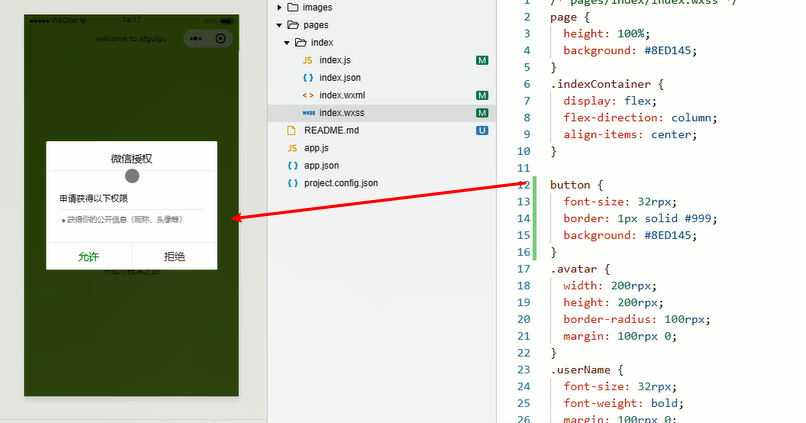 WeChat
14:17
welcome to atguigu
微信授权
申请获得以下权限
获得你的公开信息（昵称、头像等）
允许
拒绝
images
pages
index
JS index.js M
{ } index.json
< > index.wxml M
WXSS index.wxss M
README.md U
JS app.js
{ } app.json
{ } project.config.json
1 /* pages/index/index.wxss */
2 page {
3 height: 100%;
4 background: #8ED145;
5 }
6 .indexContainer {
7 display: flex;
8 flex-direction: column;
9 align-items: center;
10 }
11
12 button {
13 font-size: 32rpx;
14 border: 1px solid #999;
15 background: #8ED145;
16 }
17 .avatar {
18 width: 200rpx;
19 height: 200rpx;
20 border-radius: 100rpx;
21 margin: 100rpx 0;
22 }
23 .userName {
24 font-size: 32rpx;
25 font-weight: bold;
26 margin: 100rpx 0;